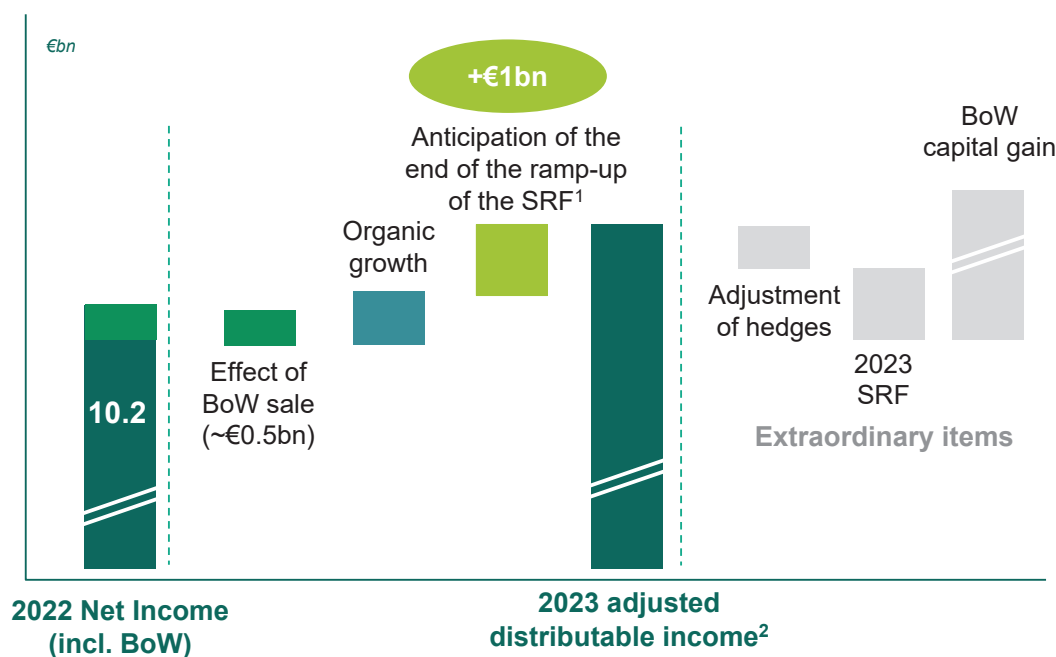 €bn
+€1bn
Anticipation of the
end of the ramp-up
of the SRF1
BoW
capital gain
Organic
growth
Adjustment
of hedges
Effect of
BoW sale
(~€0.5bn)
10.2
2023
SRF
Extraordinary items
2022 Net Income
(incl. BoW)
2023 adjusted
distributable income2